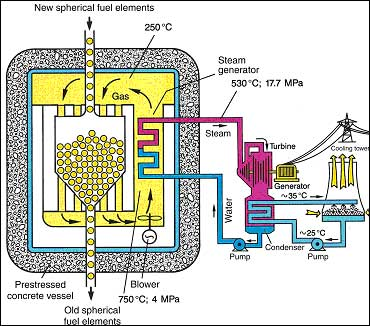 New spherical fuel elements
250°C
Steam
generator
530°C; 17.7 MPa
Gas
Steam
Turbine
Cooling tower
Generator
~35°C
Water
~25°C
Condenser
Pump
Pump
Blower
Prestressed
concrete vessel
750°C; 4 MPa
Old spherical
fuel elements